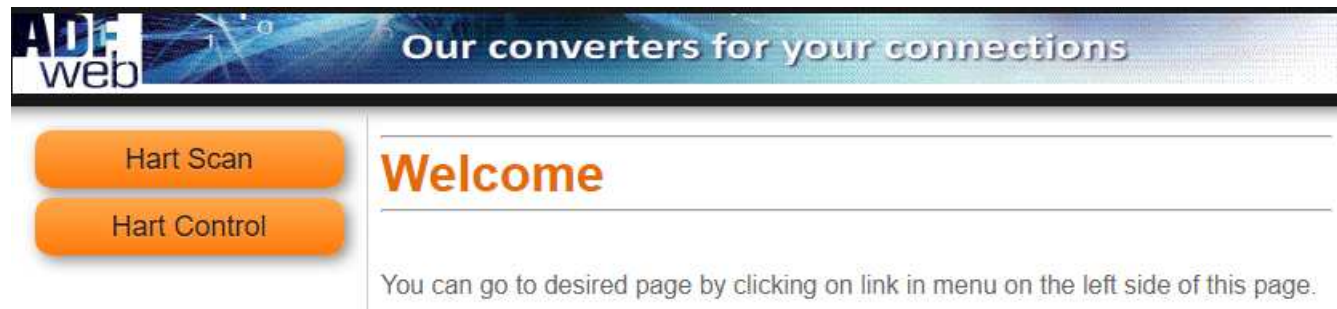 ADF
web
Our converters for your connections
Hart Scan
Hart Control
Welcome
You can go to desired page by clicking on link in menu on the left side of this page.